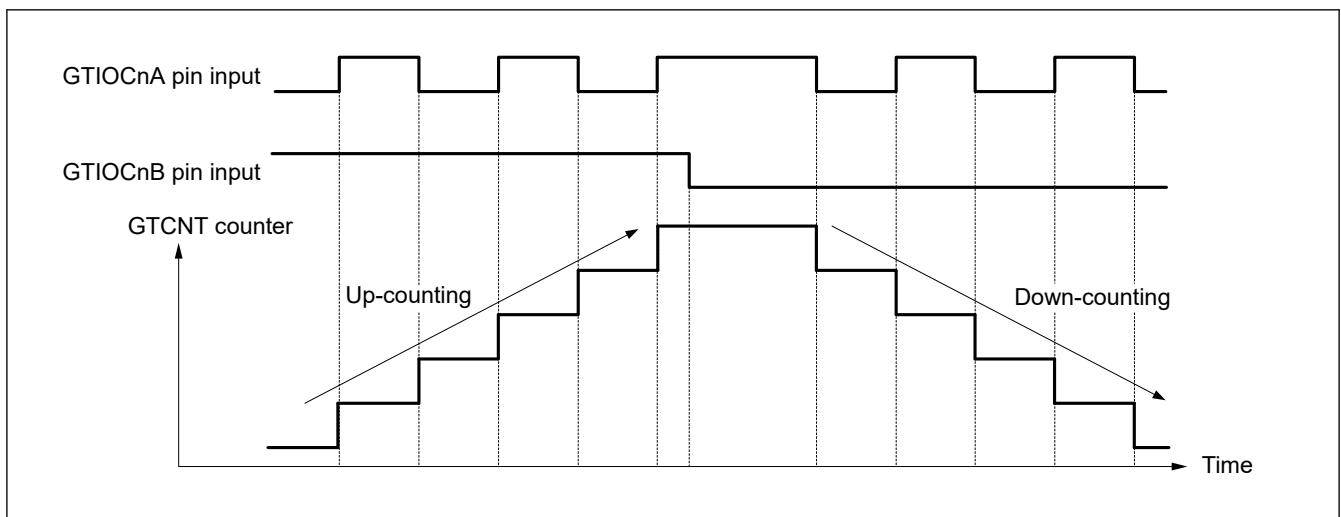 GTIOCnA pin input
GTIOCnB pin input
GTCNT counter
Up-counting
Down-counting
Time